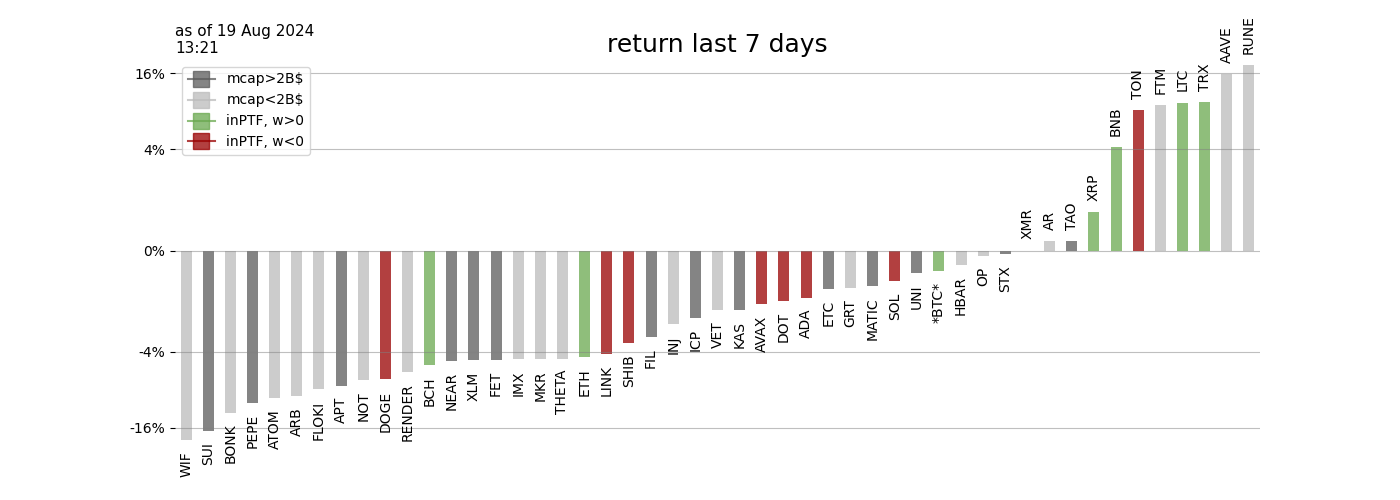 as of 19 Aug 2024
13:21
return last 7 days
mcap>2B$
mcap<2B$
inPTF, w>0
inPTF, w<0
16%
4%
0%
-4%
-16%
WIF
SUI
BONK
PEPE
ATOM
ARB
FLOKI
APT
NOT
DOGE
RENDER
BCH
NEAR
XLM
FET
IMX
MKR
THETA
ETH
LINK
SHIB
FIL
INJ
ICP
VET
KAS
AVAX
DOT
ADA
ETC
GRT
MATIC
SOL
UNI
*BTC*
HBAR
OP
STX
XMR
AR
TAO
XRP
BNB
TON
FTM
LTC
TRX
AAVE
RUNE